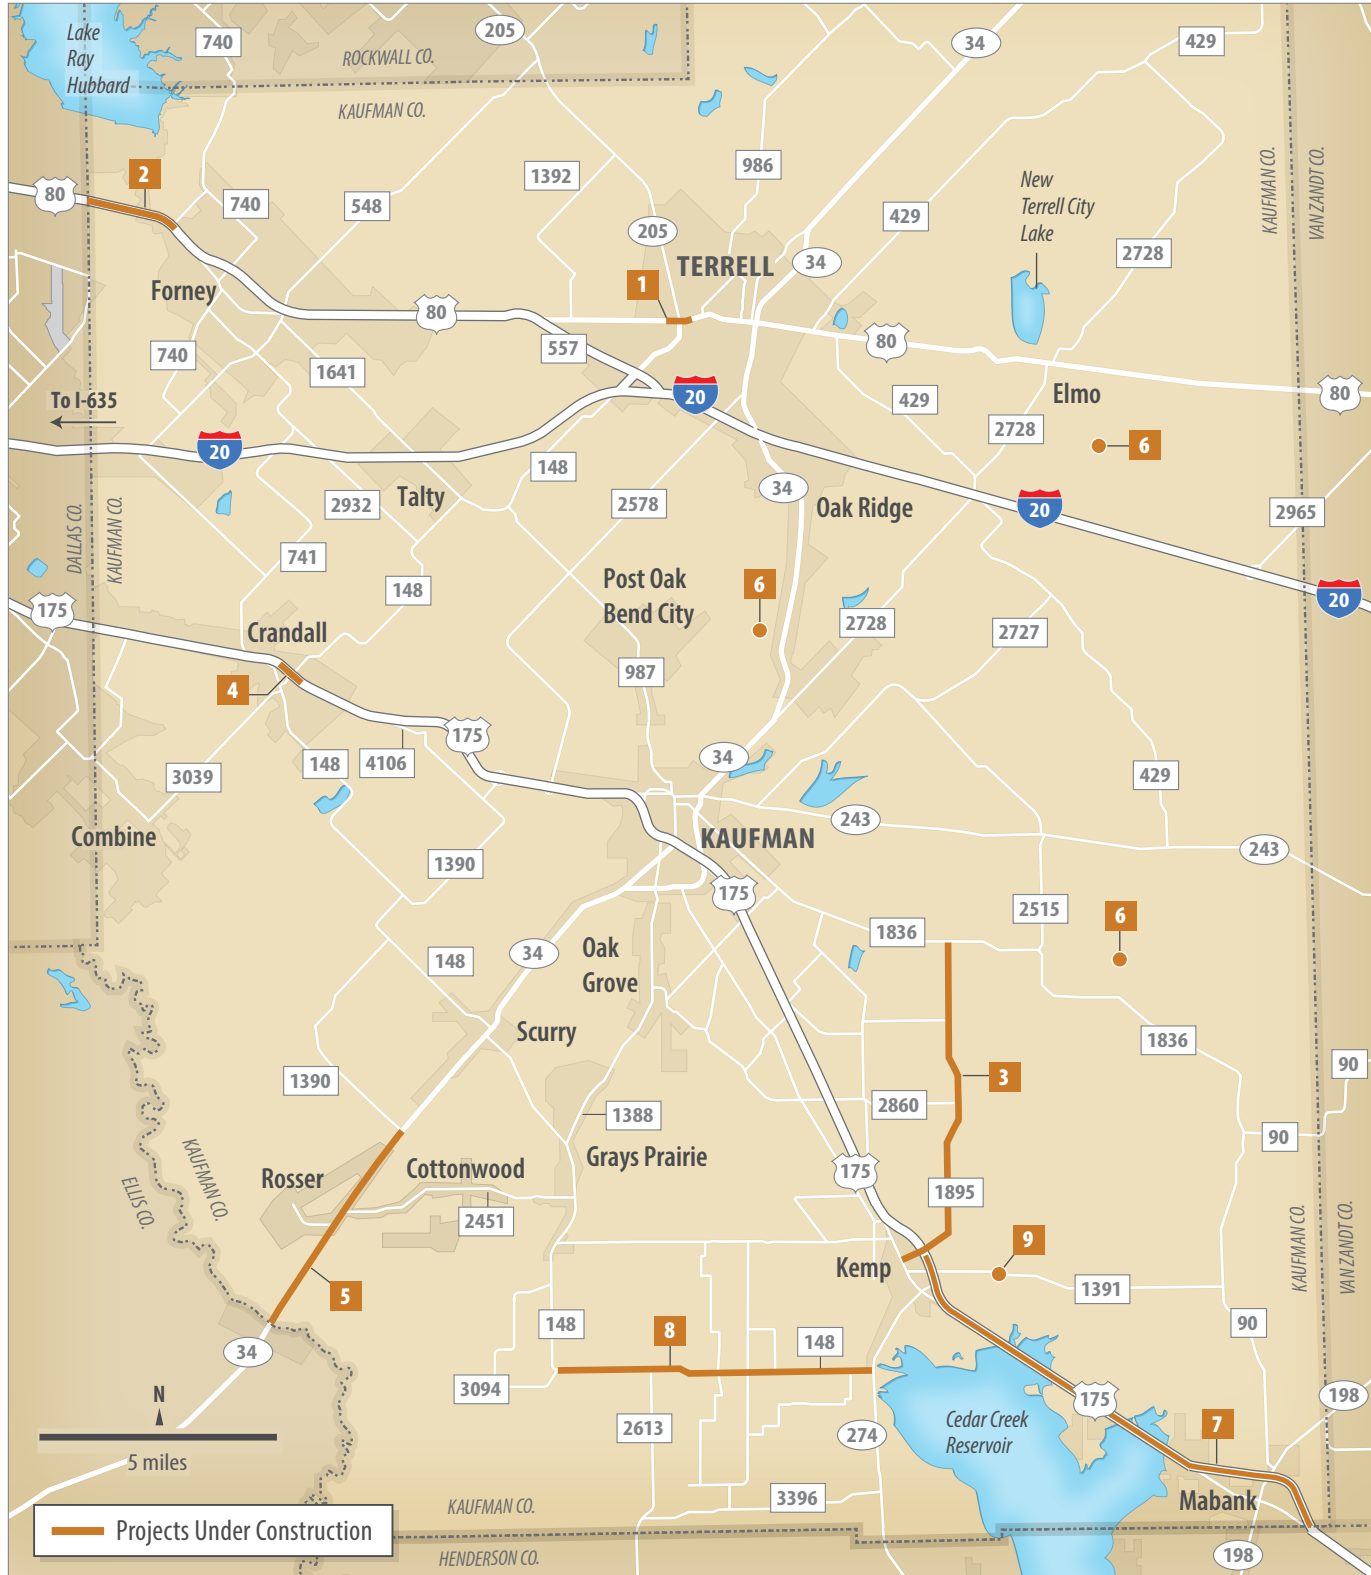 Lake
Ray
Hubbard
740
205
ROCKWALL CO.
KAUFMAN CO.
34
429
80
2
740
548
1392
986
205
TERRELL
34
429
New
Terrell City
Lake
2728
KAUFMAN CO.
VAN ZANDT CO.
Forney
1
80
557
740
1641
80
Elmo
80
To I-635
20
20
429
2728
6
148
2932
Talty
2578
34
Oak Ridge
20
2965
DALLAS CO.
KAUFMAN CO.
741
148
Post Oak
Bend City
6
2728
2727
20
175
Crandall
4
987
175
34
3039
148
4106
429
Combine
243
KAUFMAN
243
1390
175
2515
6
1836
148
34
Oak
Grove
Scurry
1836
90
1390
3
2860
1388
90
KAUFMAN CO.
ELLIS CO.
Rosser
Cottonwood
Grays Prairie
175
1895
2451
KAUFMAN CO.
VAN ZANDT CO.
9
Kemp
5
1391
148
8
148
90
34
3094
175
198
N
2613
274
Cedar Creek
Reservoir
7
5 miles
3396
Mabank
KAUFMAN CO.
Projects Under Construction
HENDERSON CO.
198